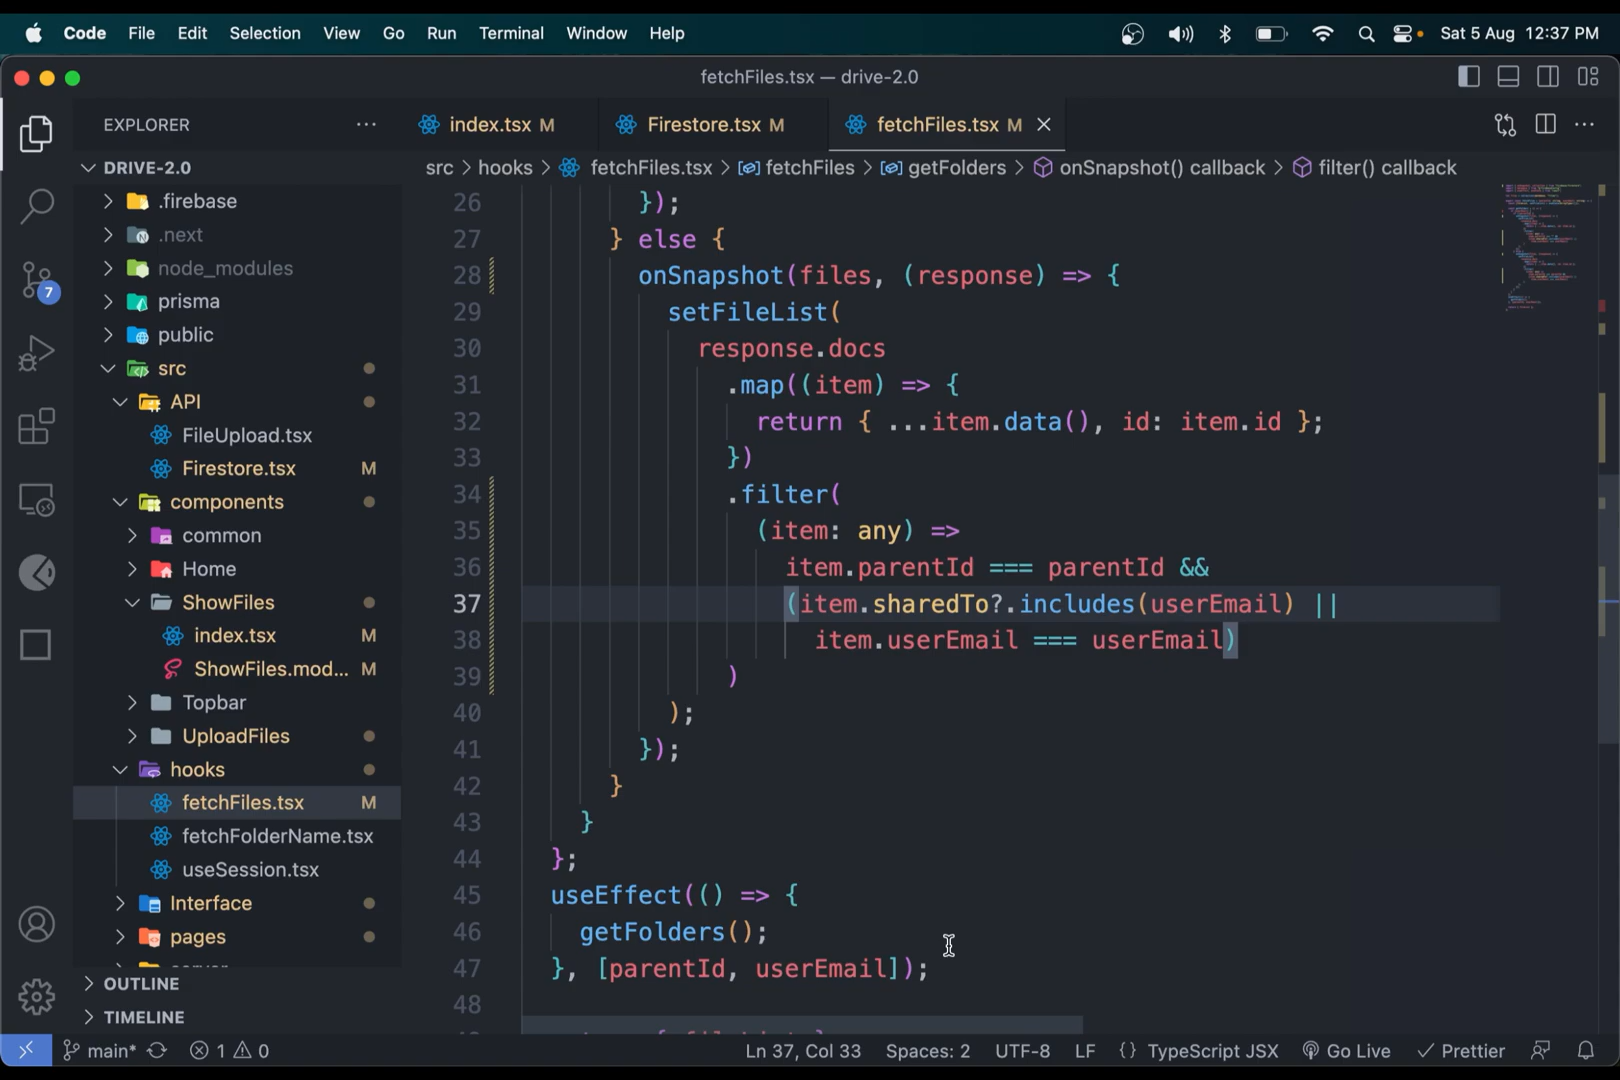 Code File Edit Selection View Go Run Terminal Window Help Sat 5 Aug 12:37 PM
fetchFiles.tsx — drive-2.0
EXPLORER
index.tsx M
Firestore.tsx M
fetchFiles.tsx M
DRIVE-2.0
src > hooks > fetchFiles.tsx > fetchFiles > getFolders > onSnapshot() callback > filter() callback
.firebase
.next
node_modules
prisma
public
src
API
FileUpload.tsx
Firestore.tsx M
components
common
Home
ShowFiles
index.tsx M
ShowFiles.mod... M
Topbar
UploadFiles
hooks
fetchFiles.tsx M
fetchFolderName.tsx
useSession.tsx
Interface
pages
OUTLINE
TIMELINE
7
26 });
27 } else {
28 onSnapshot(files, (response) => {
29 setFileList(
30 response.docs
31 .map((item) => {
32 return { ...item.data(), id: item.id };
33 })
34 .filter(
35 (item: any) =>
36 item.parentId === parentId &&
37 (item.sharedTo?.includes(userEmail) ||
38 item.userEmail === userEmail)
39 )
40 );
41 });
42 }
43 }
44 };
45 useEffect(() => {
46 getFolders();
47 }, [parentId, userEmail]);
48
main* 1 0 Ln 37, Col 33 Spaces: 2 UTF-8 LF {} TypeScript JSX Go Live Prettier